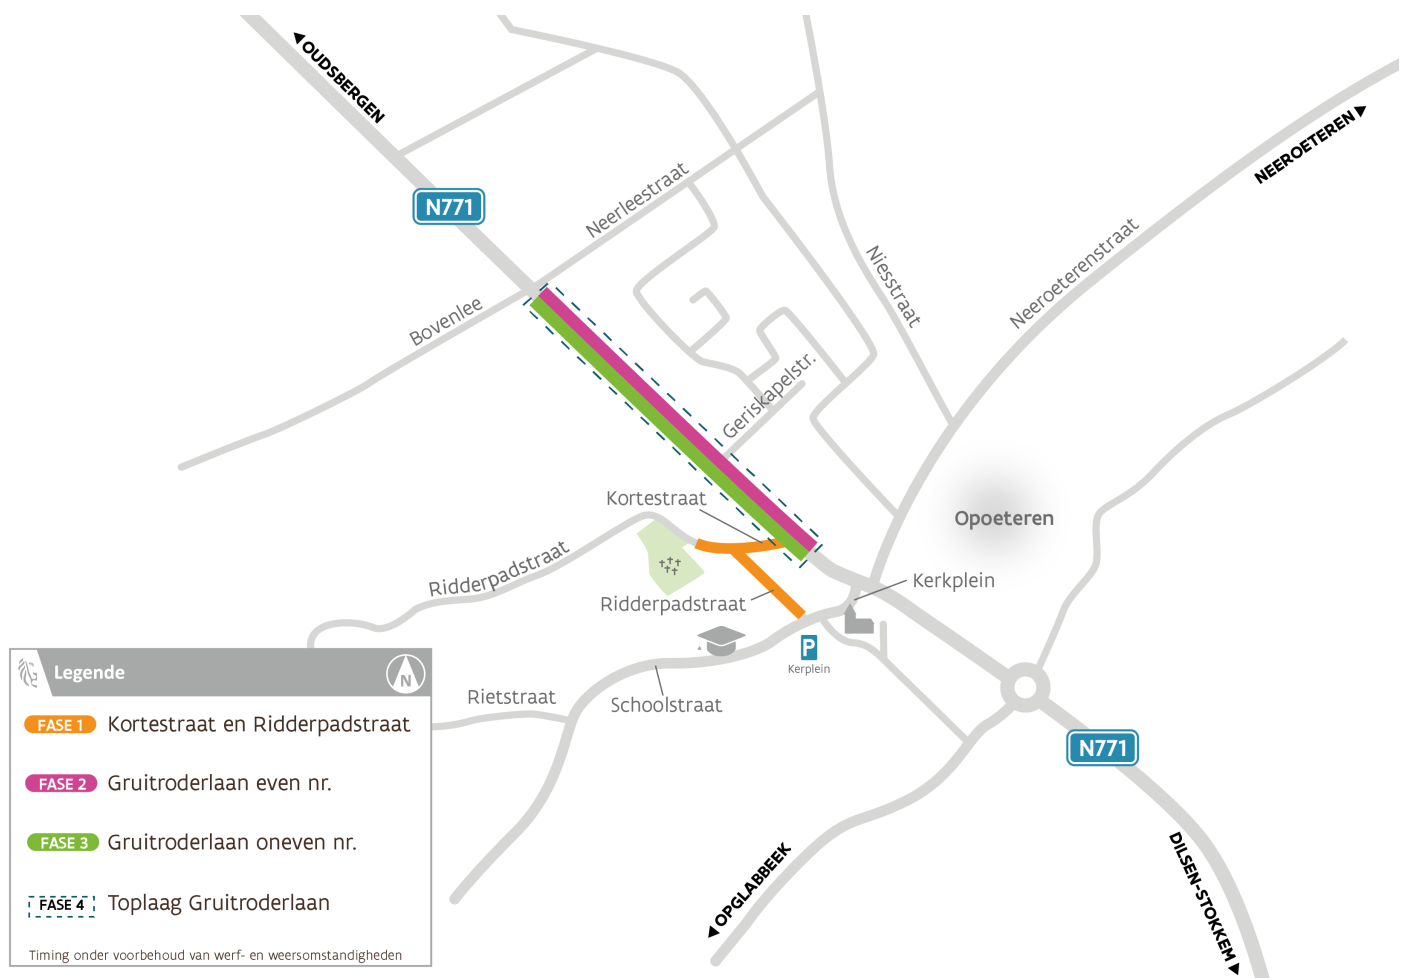 OUDSBERGEN
NEEROETEREN
N771
Neerleestraat
Niesstraat
Neeroeterenstraat
Bovenlee
Geriskapelstr.
Kortestraat
Opoeteren
Ridderpadstraat
Kerkplein
Ridderpadstraat
P
Kerplein
Rietstraat
Schoolstraat
N771
OPGLABBEEK
DILSEN-STOKKEM
Legende
N
FASE 1 Kortestraat en Ridderpadstraat
FASE 2 Gruitroderlaan even nr.
FASE 3 Gruitroderlaan oneven nr.
FASE 4 Toplaag Gruitroderlaan
Timing onder voorbehoud van werf- en weersomstandigheden